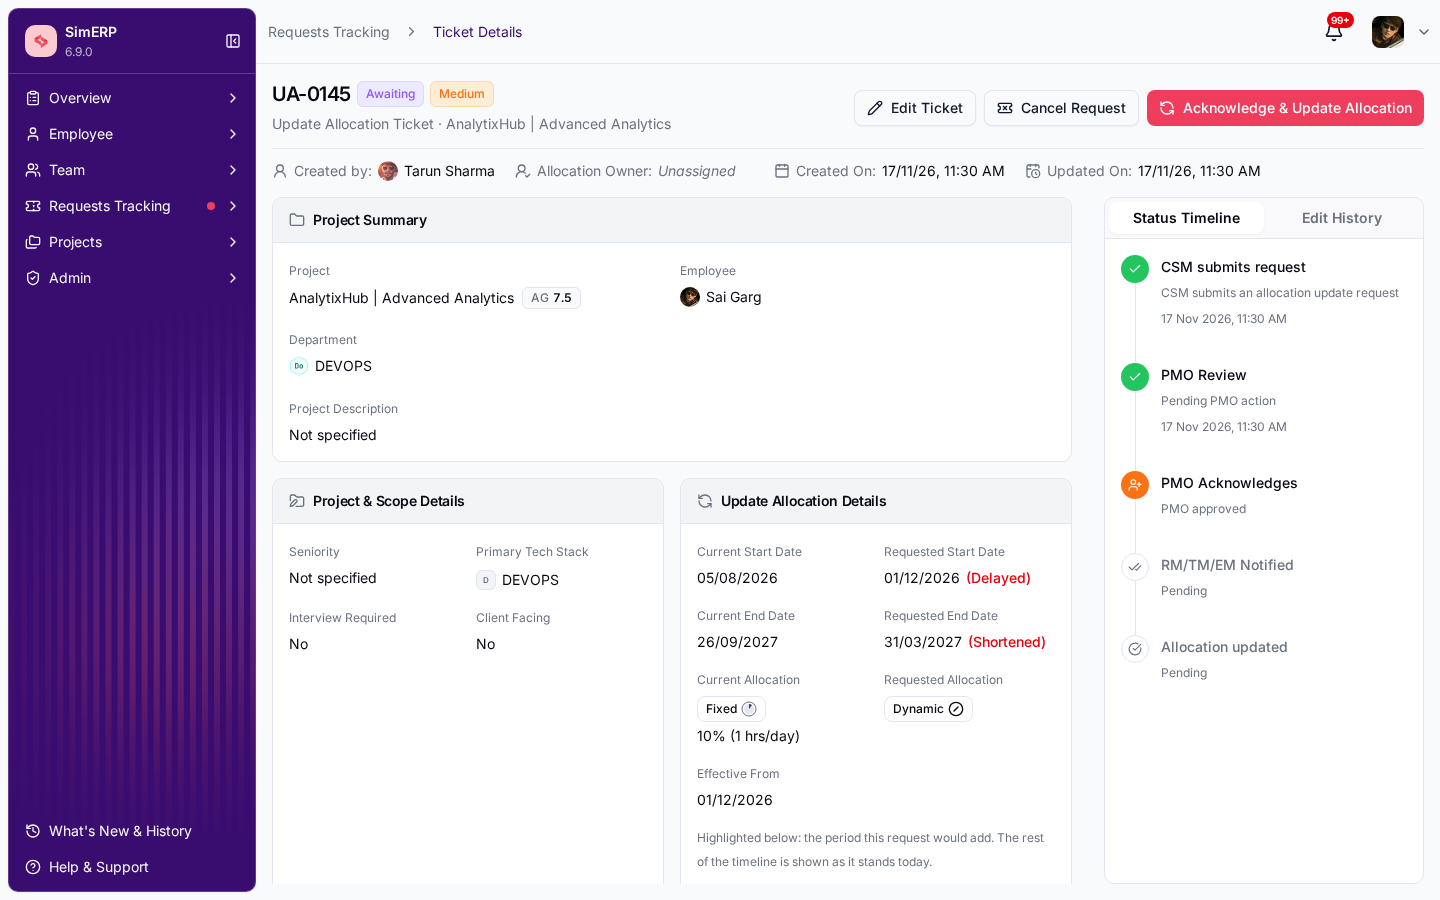 SimERP
6.9.0
Overview
Employee
Team
Requests Tracking
Projects
Admin
What's New & History
Help & Support
Requests Tracking
Ticket Details
99+
UA-0145
Awaiting
Medium
Update Allocation Ticket · AnalytixHub | Advanced Analytics
Edit Ticket
Cancel Request
Acknowledge & Update Allocation
Created by: Tarun Sharma
Allocation Owner: Unassigned
Created On: 17/11/26, 11:30 AM
Updated On: 17/11/26, 11:30 AM
Project Summary
Project
AnalytixHub | Advanced Analytics
AG 7.5
Employee
Sai Garg
Department
Do DEVOPS
Project Description
Not specified
Project & Scope Details
Seniority
Not specified
Primary Tech Stack
D DEVOPS
Interview Required
No
Client Facing
No
Update Allocation Details
Current Start Date
05/08/2026
Requested Start Date
01/12/2026 (Delayed)
Current End Date
26/09/2027
Requested End Date
31/03/2027 (Shortened)
Current Allocation
Fixed
10% (1 hrs/day)
Requested Allocation
Dynamic
Effective From
01/12/2026
Highlighted below: the period this request would add. The rest
of the timeline is shown as it stands today.
Status Timeline
Edit History
CSM submits request
CSM submits an allocation update request
17 Nov 2026, 11:30 AM
PMO Review
Pending PMO action
17 Nov 2026, 11:30 AM
PMO Acknowledges
PMO approved
RM/TM/EM Notified
Pending
Allocation updated
Pending